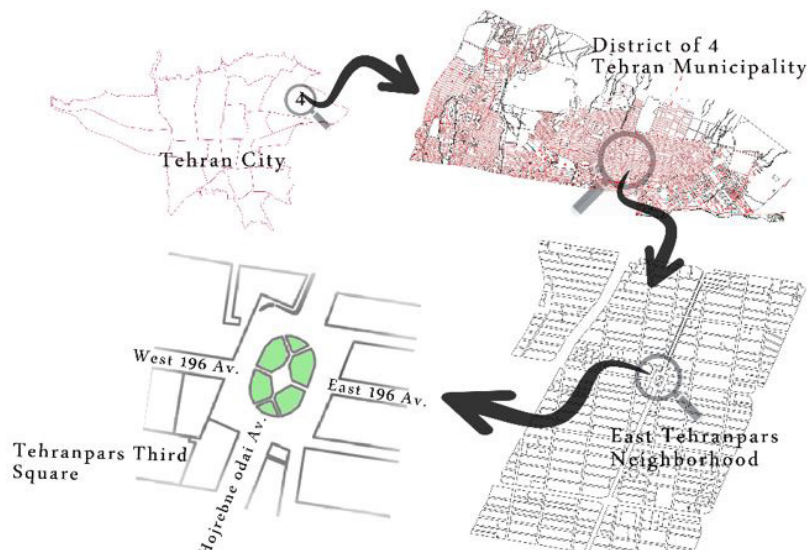 District of 4
Tehran Municipality
4
Tehran City
West 196 Av.
East 196 Av.
Tehranpars Third
Square
Hojrebne odai Av.
East Tehranpars
Neighborhood